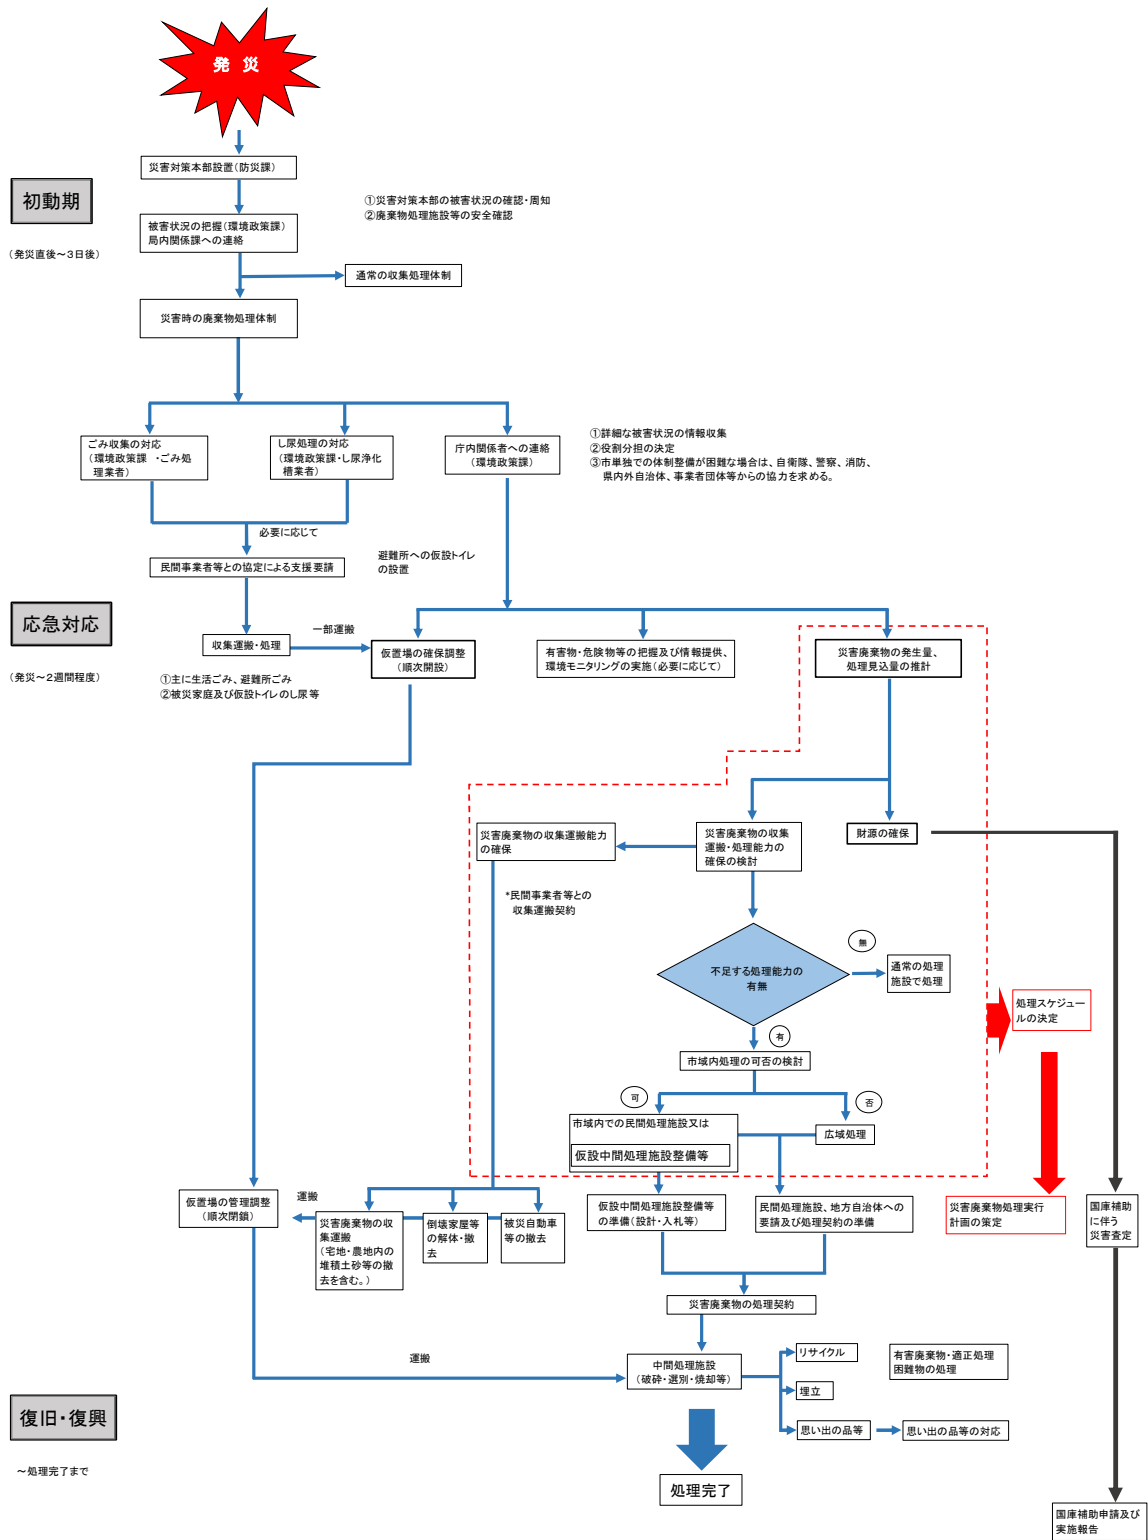 発 災
災害対策本部設置(防災課)
初動期
(発災直後～3日後)
①災害対策本部の被害状況の確認・周知
②廃棄物処理施設等の安全確認
被害状況の把握(環境政策課)
局内関係課への連絡
通常の収集処理体制
災害時の廃棄物処理体制
ごみ収集の対応
(環境政策課 ・ごみ処
理業者)
し尿処理の対応
(環境政策課・し尿浄化
槽業者)
庁内関係者への連絡
(環境政策課)
①詳細な被害状況の情報収集
②役割分担の決定
③市単独での体制整備が困難な場合は、自衛隊、警察、消防、
県内外自治体、事業者団体等からの協力を求める。
必要に応じて
民間事業者等との協定による支援要請
避難所への仮設トイレ
の設置
応急対応
(発災～2週間程度)
収集運搬・処理
一部運搬
①主に生活ごみ、避難所ごみ
②被災家庭及び仮設トイレのし尿等
仮置場の確保調整
(順次開設)
有害物・危険物等の把握及び情報提供、
環境モニタリングの実施(必要に応じて)
災害廃棄物の発生量、
処理見込量の推計
災害廃棄物の収集運搬能力
の確保
災害廃棄物の収集
運搬・処理能力の
確保の検討
財源の確保
*民間事業者等との
収集運搬契約
不足する処理能力の
有無
無
通常の処理
施設で処理
有
処理スケジュー
ルの決定
市域内処理の可否の検討
可
否
市域内での民間処理施設又は
仮設中間処理施設整備等
広域処理
仮置場の管理調整
(順次閉鎖)
運搬
災害廃棄物の収
集運搬
(宅地・農地内の
堆積土砂等の撤
去を含む。)
倒壊家屋等
の解体・撤
去
被災自動車
等の撤去
仮設中間処理施設整備等
の準備(設計・入札等)
民間処理施設、地方自治体への
要請及び処理契約の準備
災害廃棄物処理実行
計画の策定
国庫補助
に伴う
災害査定
災害廃棄物の処理契約
運搬
中間処理施設
(破砕・選別・焼却等)
リサイクル
有害廃棄物・適正処理
困難物の処理
埋立
思い出の品等
思い出の品等の対応
復旧・復興
～処理完了まで
処理完了
国庫補助申請及び
実施報告